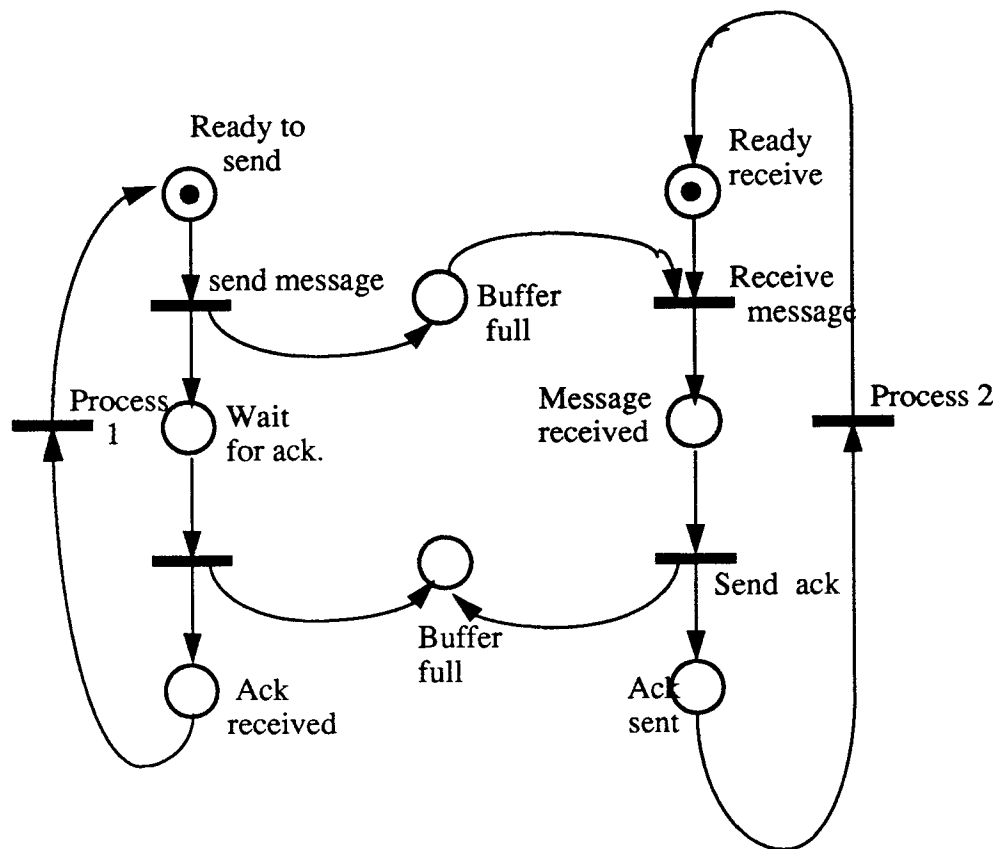 Ready to
send
Ready
receive
send message
Buffer
full
Receive
message
Process
1
Wait
for ack.
Message
received
Process 2
Send ack
Buffer
full
Ack
received
Ack
sent